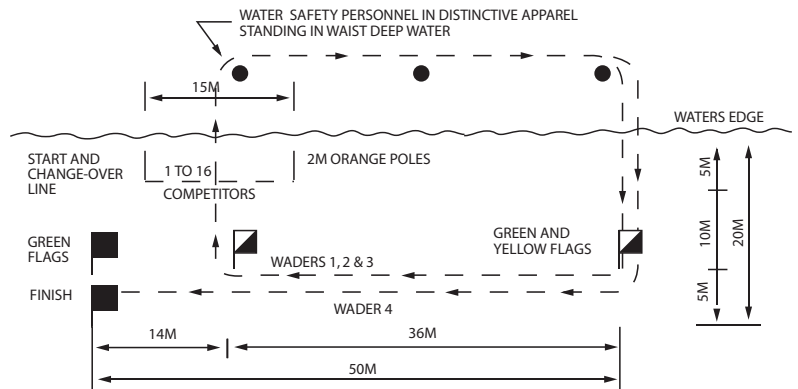 WATER SAFETY PERSONNEL IN DISTINCTIVE APPAREL
STANDING IN WAIST DEEP WATER
15M
WATERS EDGE
START AND
CHANGE-OVER
LINE
1 TO 16
COMPETITORS
2M ORANGE POLES
5M
10M
5M
20M
GREEN
FLAGS
GREEN AND
YELLOW FLAGS
WADERS 1, 2 & 3
FINISH
WADER 4
14M
36M
50M